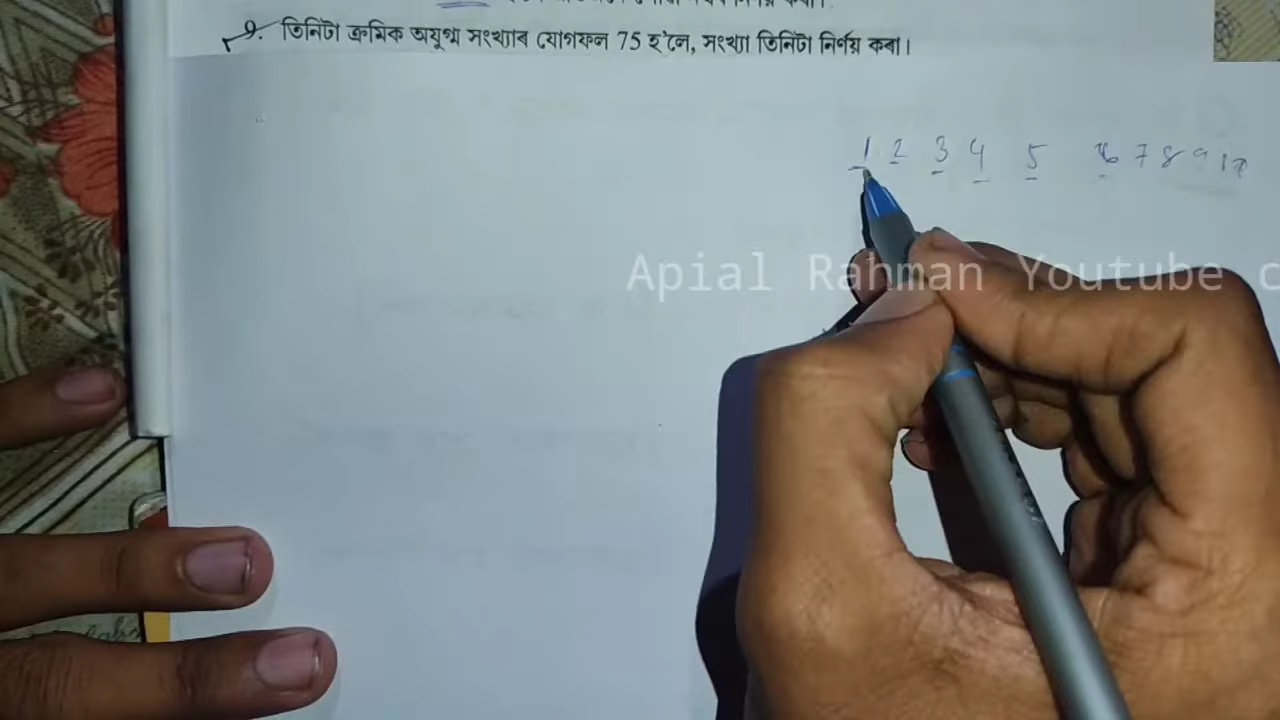 ৭. তিনিটা ক্ৰমিক অযুগ্ম সংখ্যাৰ যোগফল 75 হ'লে, সংখ্যা তিনিটা নিৰ্ণয় কৰা।
1 2 3 4 5 6 7 8 9 10
Apial Rahman Youtube c